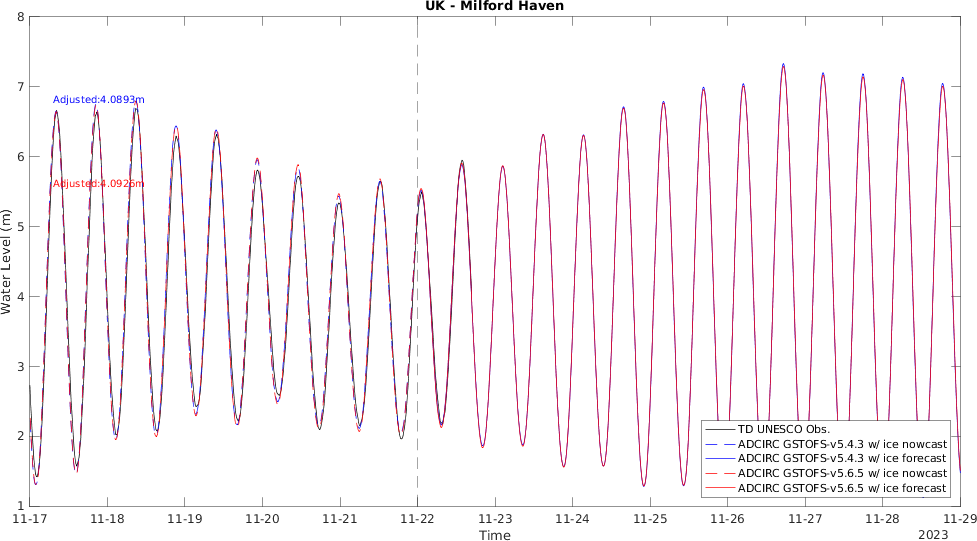 UK - Milford Haven
8
7
6
5
4
3
2
1
Water Level (m)
Adjusted:4.0893m
Adjusted:4.0926m
TD UNESCO Obs.
ADCIRC GSTOFS-v5.4.3 w/ ice nowcast
ADCIRC GSTOFS-v5.4.3 w/ ice forecast
ADCIRC GSTOFS-v5.6.5 w/ ice nowcast
ADCIRC GSTOFS-v5.6.5 w/ ice forecast
11-17 11-18 11-19 11-20 11-21 11-22 11-23 11-24 11-25 11-26 11-27 11-28 11-29
Time
2023